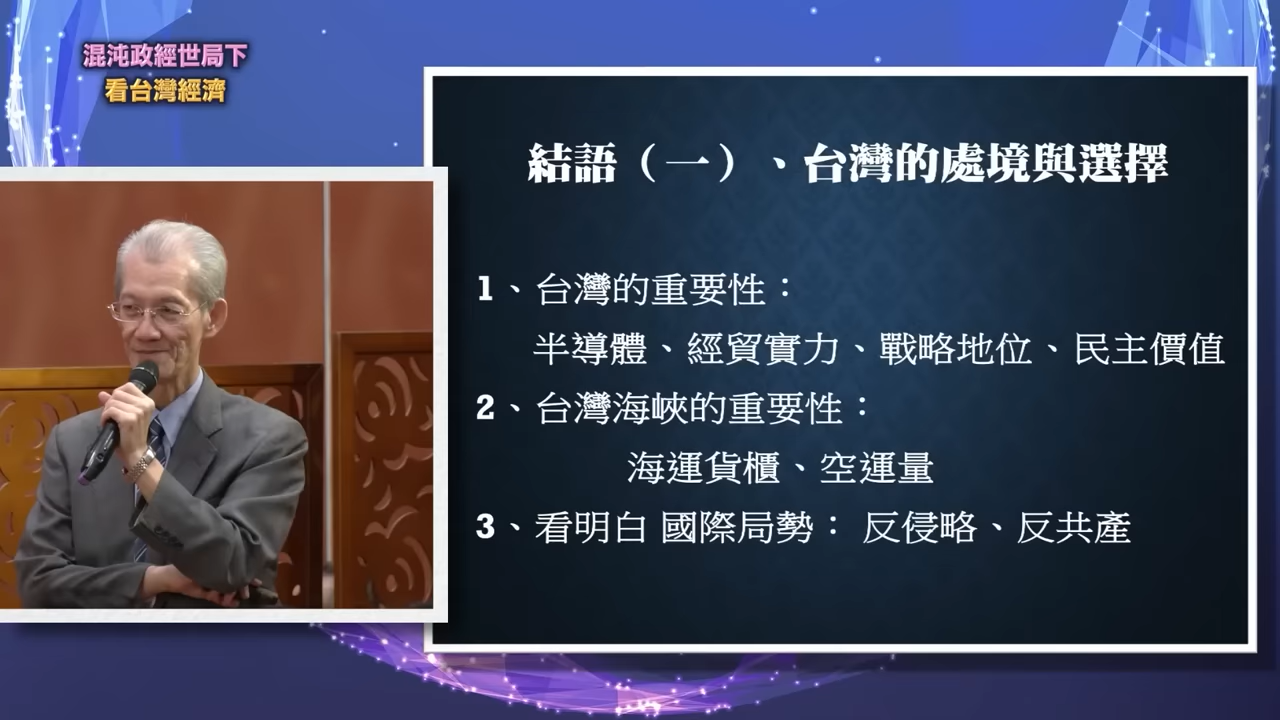 混沌政經世局下
看台灣經濟
結語（一）、台灣的處境與選擇
1、台灣的重要性：
半導體、經貿實力、戰略地位、民主價值
2、台灣海峽的重要性：
海運貨櫃、空運量
3、看明白 國際局勢： 反侵略、反共產